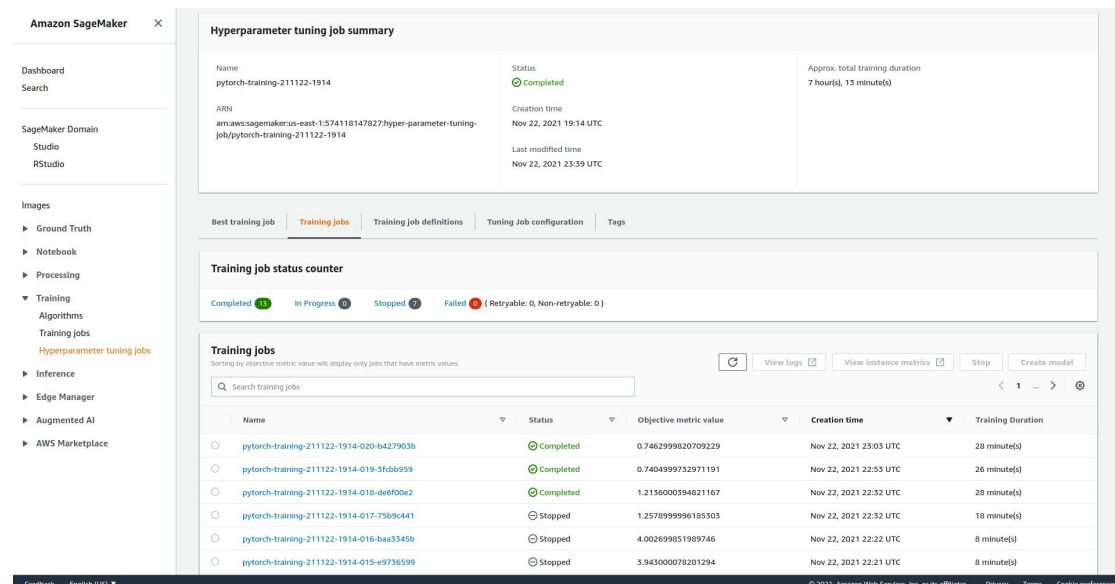 Amazon SageMaker
Dashboard
Search
SageMaker Domain
Studio
RStudio
Images
Ground Truth
Notebook
Processing
Training
Algorithms
Training jobs
Hyperparameter tuning jobs
Inference
Edge Manager
Augmented AI
AWS Marketplace
Hyperparameter tuning job summary
Name
pytorch-training-211122-1914
ARN
arn:aws:sagemaker:us-east-1:574118147827:hyper-parameter-tuning-
job/pytorch-training-211122-1914
Status
Completed
Creation time
Nov 22, 2021 19:14 UTC
Last modified time
Nov 22, 2021 23:39 UTC
Approx. total training duration
7 hour(s), 13 minute(s)
Best training job Training jobs Training job definitions Tuning Job configuration Tags
Training job status counter
Completed 13 In Progress 0 Stopped 7 Failed 0 ( Retryable: 0, Non-retryable: 0 )
Training jobs
Sorting by objective metric value will display only jobs that have metric values.
View logs View instance metrics Stop Create model
Search training jobs
1 ...
Name Status Objective metric value Creation time Training Duration
pytorch-training-211122-1914-020-b427903b Completed 0.7462999820709229 Nov 22, 2021 23:03 UTC 28 minute(s)
pytorch-training-211122-1914-019-3fcbb959 Completed 0.7404999732971191 Nov 22, 2021 22:53 UTC 26 minute(s)
pytorch-training-211122-1914-018-de6f00e2 Completed 1.2136000394821167 Nov 22, 2021 22:32 UTC 28 minute(s)
pytorch-training-211122-1914-017-75b9c441 Stopped 1.2578999996185303 Nov 22, 2021 22:32 UTC 18 minute(s)
pytorch-training-211122-1914-016-baa3345b Stopped 4.002699851989746 Nov 22, 2021 22:22 UTC 8 minute(s)
pytorch-training-211122-1914-015-e9736599 Stopped 3.943000078201294 Nov 22, 2021 22:21 UTC 8 minute(s)
Feedback English (US) © 2021, Amazon Web Services, Inc. or its affiliates. Privacy Terms Cookie preferences